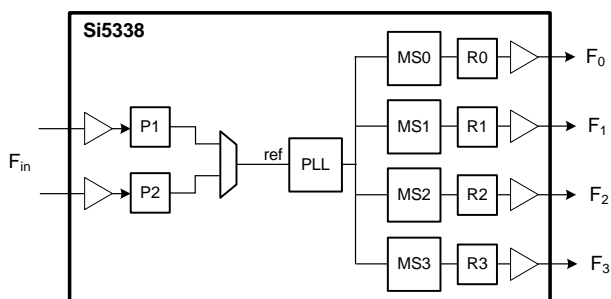 Si5338
F_in
P1
P2
ref
PLL
MS0
R0
F_0
MS1
R1
F_1
MS2
R2
F_2
MS3
R3
F_3